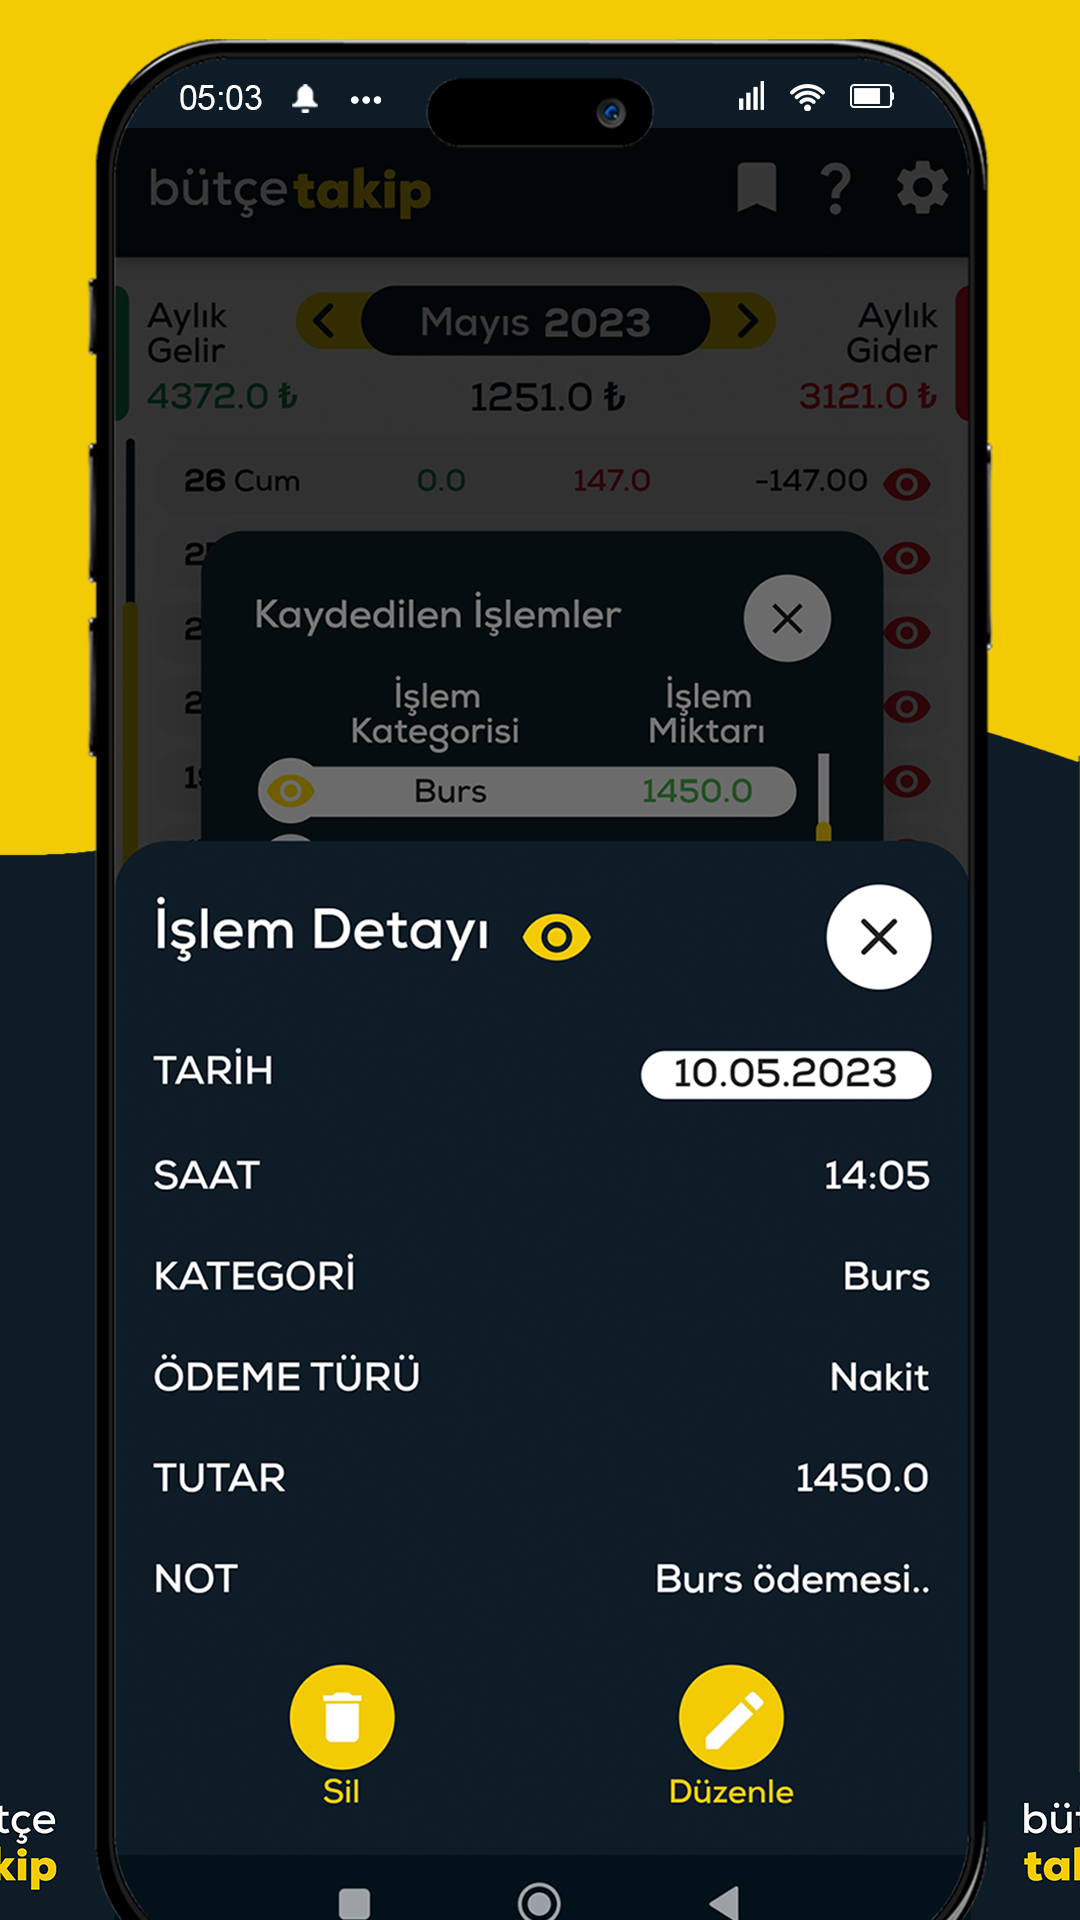 05:03
bütçetakip
Aylık Gelir
Mayıs 2023
Aylık Gider
4372.0 ₺
1251.0 ₺
3121.0 ₺
26 Cum 0.0 147.0 -147.00
Kaydedilen İşlemler
İşlem Kategorisi
İşlem Miktarı
Burs 1450.0
İşlem Detayı
TARİH 10.05.2023
SAAT 14:05
KATEGORİ Burs
ÖDEME TÜRÜ Nakit
TUTAR 1450.0
NOT Burs ödemesi..
Sil
Düzenle
tçe
kip
büt
tal